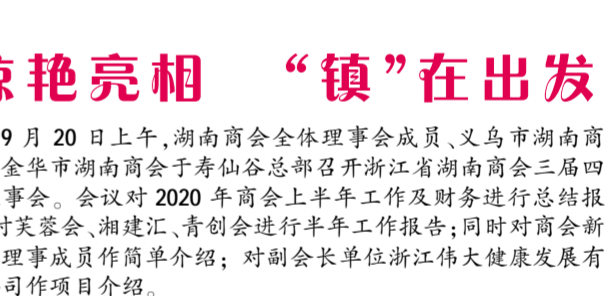 惊艳亮相 “镇”在出发
9 月 20 日上午,湖南商会全体理事会成员、义乌市湖南商
金华市湖南商会于寿仙谷总部召开浙江省湖南商会三届四
事会。会议对 2020 年商会上半年工作及财务进行总结报
对芙蓉会、湘建汇、青创会进行半年工作报告;同时对商会新
理事成员作简单介绍;对副会长单位浙江伟大健康发展有
司作项目介绍。